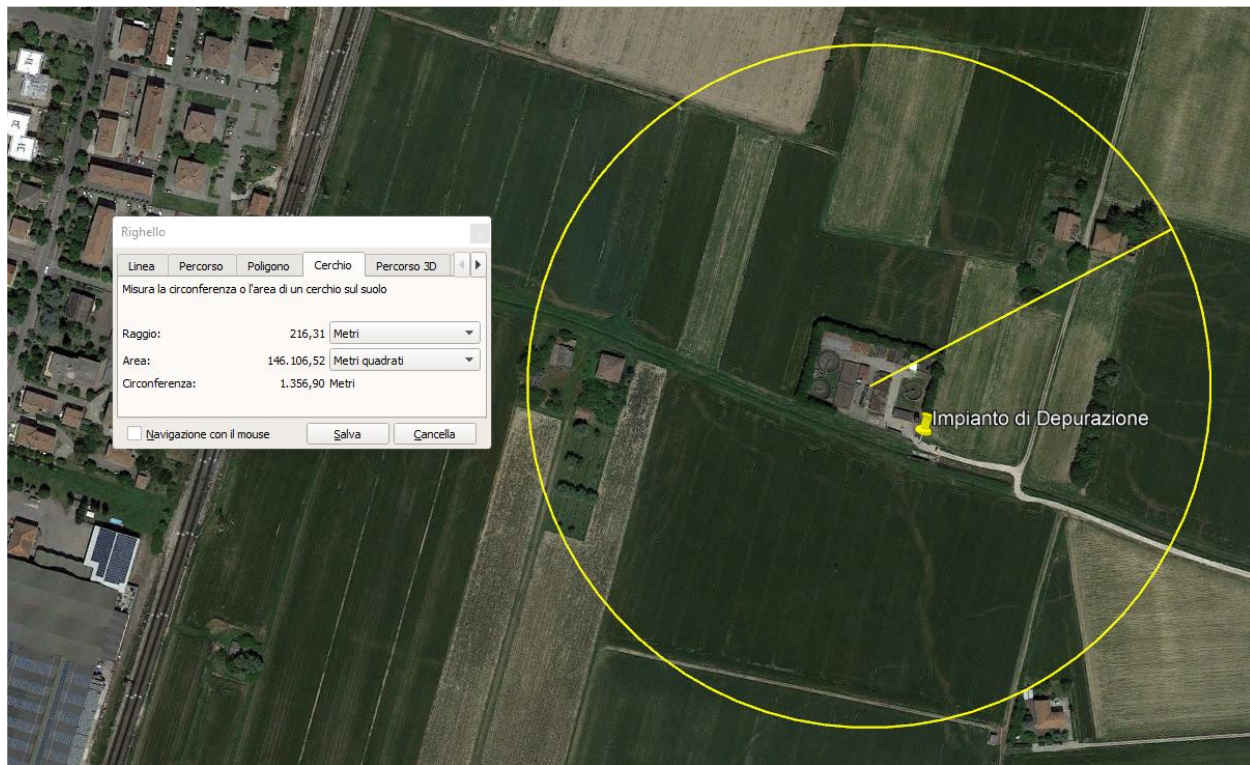 Righello
Linea Percorso Poligono Cerchio Percorso 3D
Misura la circonferenza o l'area di un cerchio sul suolo
Raggio: 216,31 Metri
Area: 146.106,52 Metri quadrati
Circonferenza: 1.356,90 Metri
Navigazione con il mouse Salva Cancella
Impianto di Depurazione